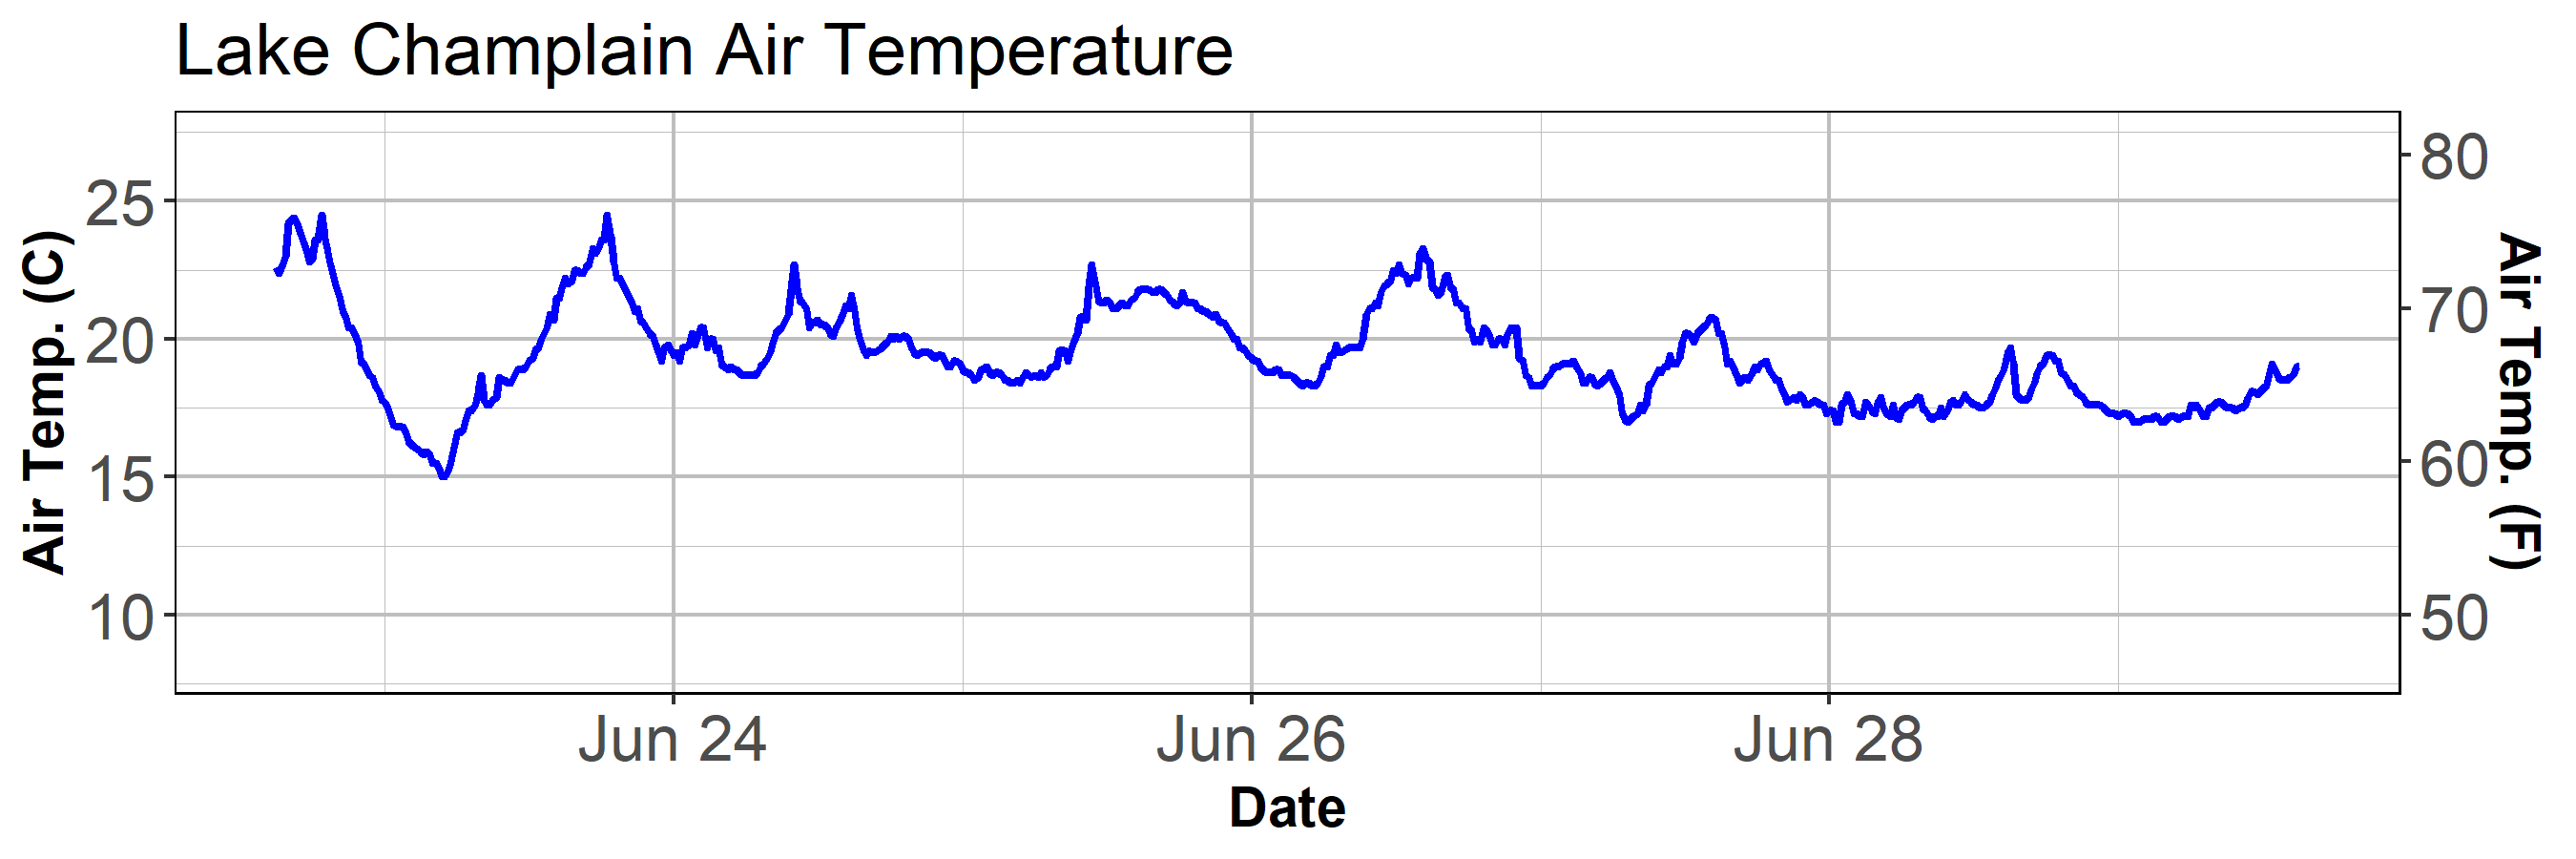 Lake Champlain Air Temperature
Air Temp. (C)
25
20
15
10
80
70
60
50
Air Temp. (F)
Jun 24
Jun 26
Jun 28
Date